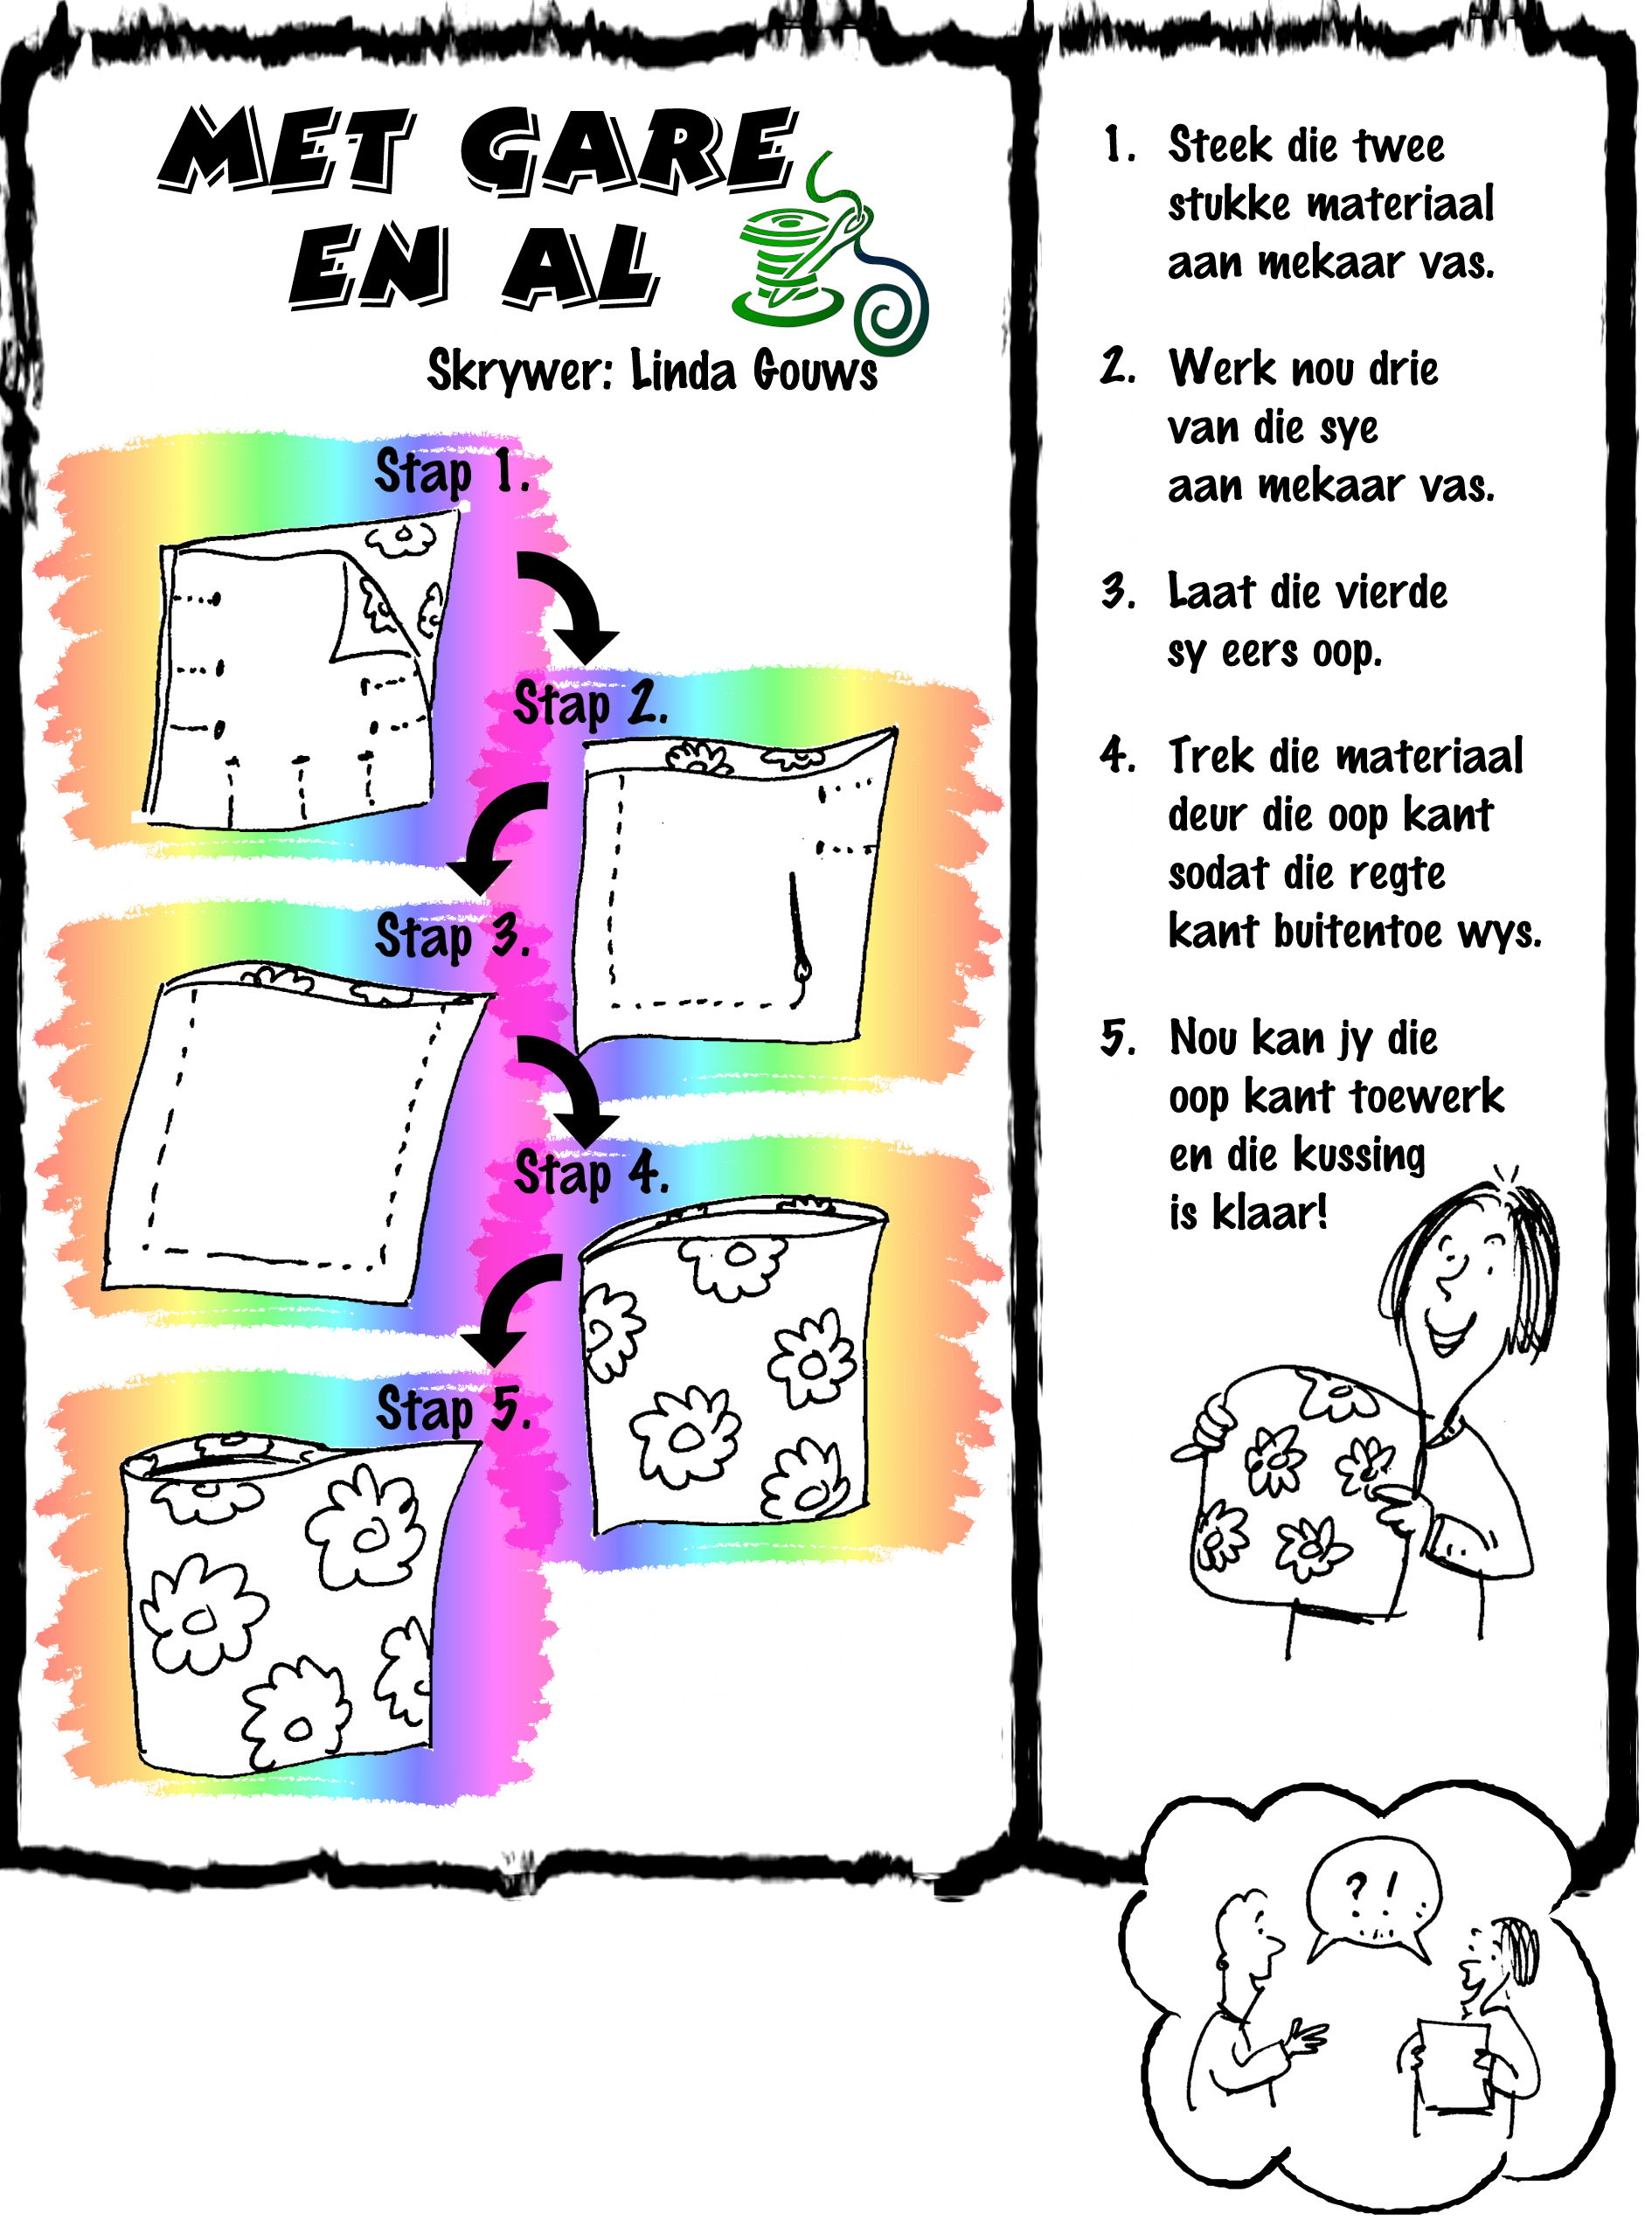 MET GARE
EN AL
Skrywer: Linda Gouws
Stap 1.
Stap 2.
Stap 3.
Stap 4.
Stap 5.
1. Steek die twee
stukke materiaal
aan mekaar vas.
2. Werk nou drie
van die sye
aan mekaar vas.
3. Laat die vierde
sy eers oop.
4. Trek die materiaal
deur die oop kant
sodat die regte
kant buitentoe wys.
5. Nou kan jy die
oop kant toewerk
en die kussing
is klaar!
? !